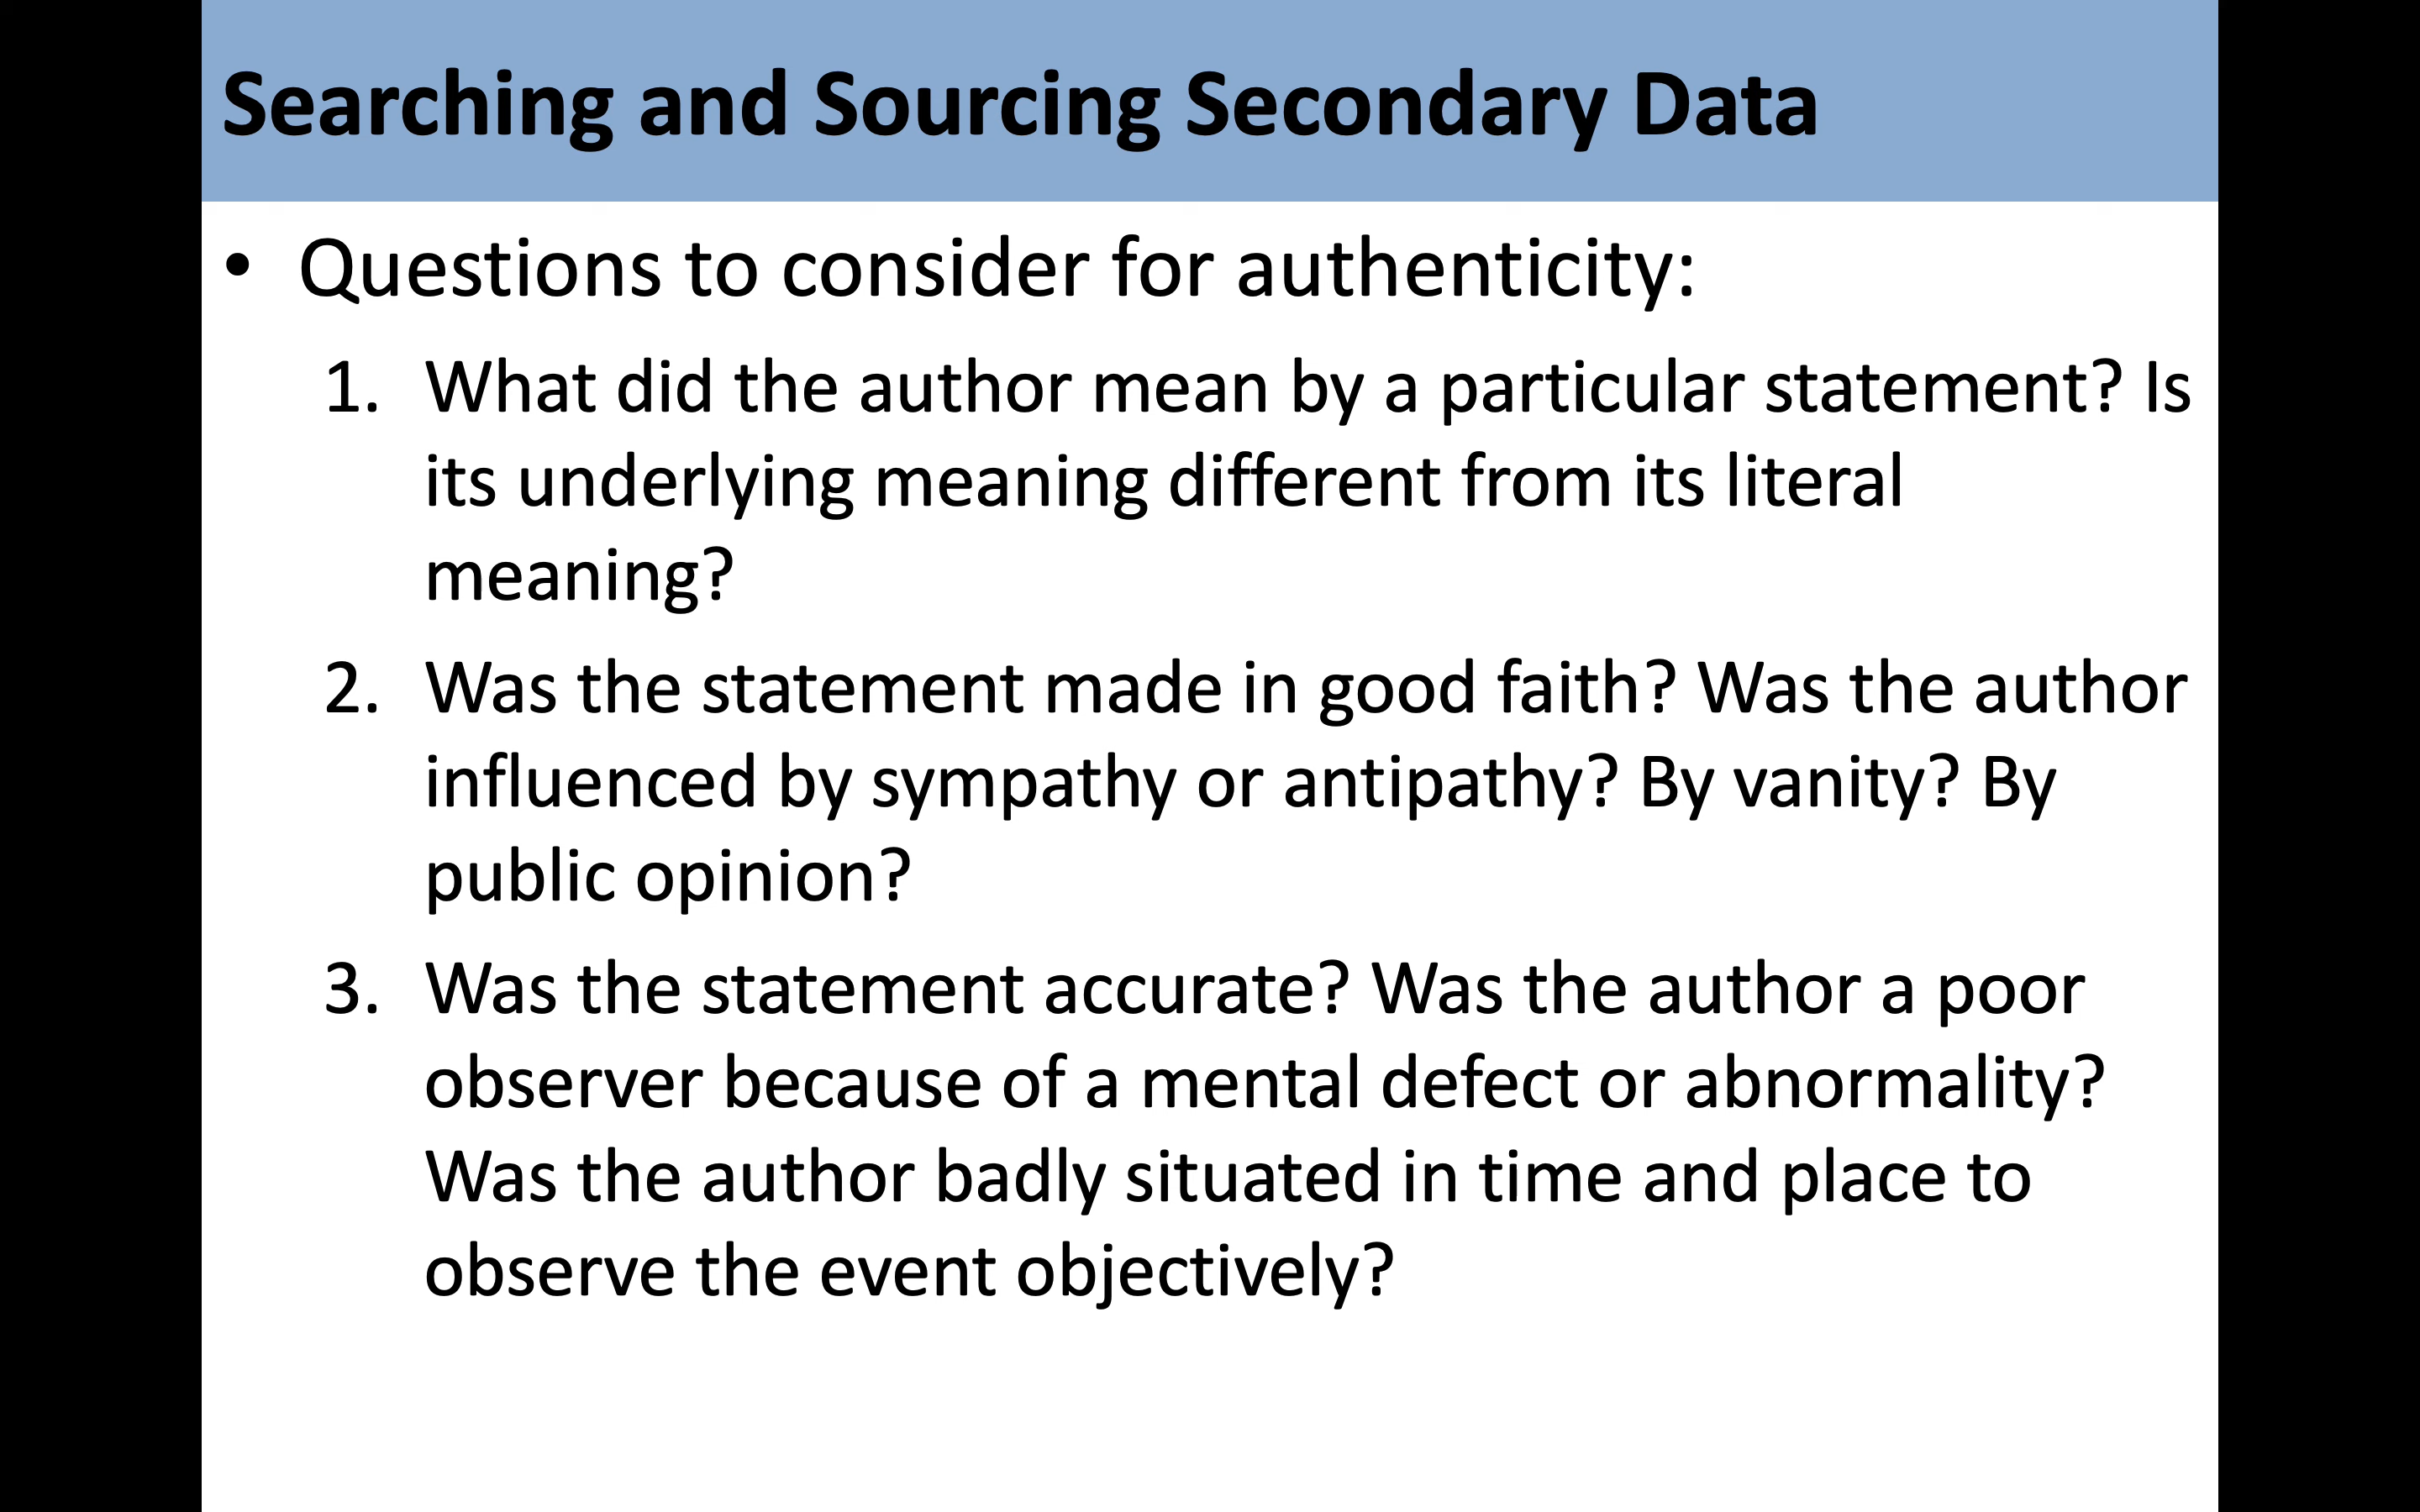 Searching and Sourcing Secondary Data
• Questions to consider for authenticity:
1. What did the author mean by a particular statement? Is
its underlying meaning different from its literal
meaning?
2. Was the statement made in good faith? Was the author
influenced by sympathy or antipathy? By vanity? By
public opinion?
3. Was the statement accurate? Was the author a poor
observer because of a mental defect or abnormality?
Was the author badly situated in time and place to
observe the event objectively?